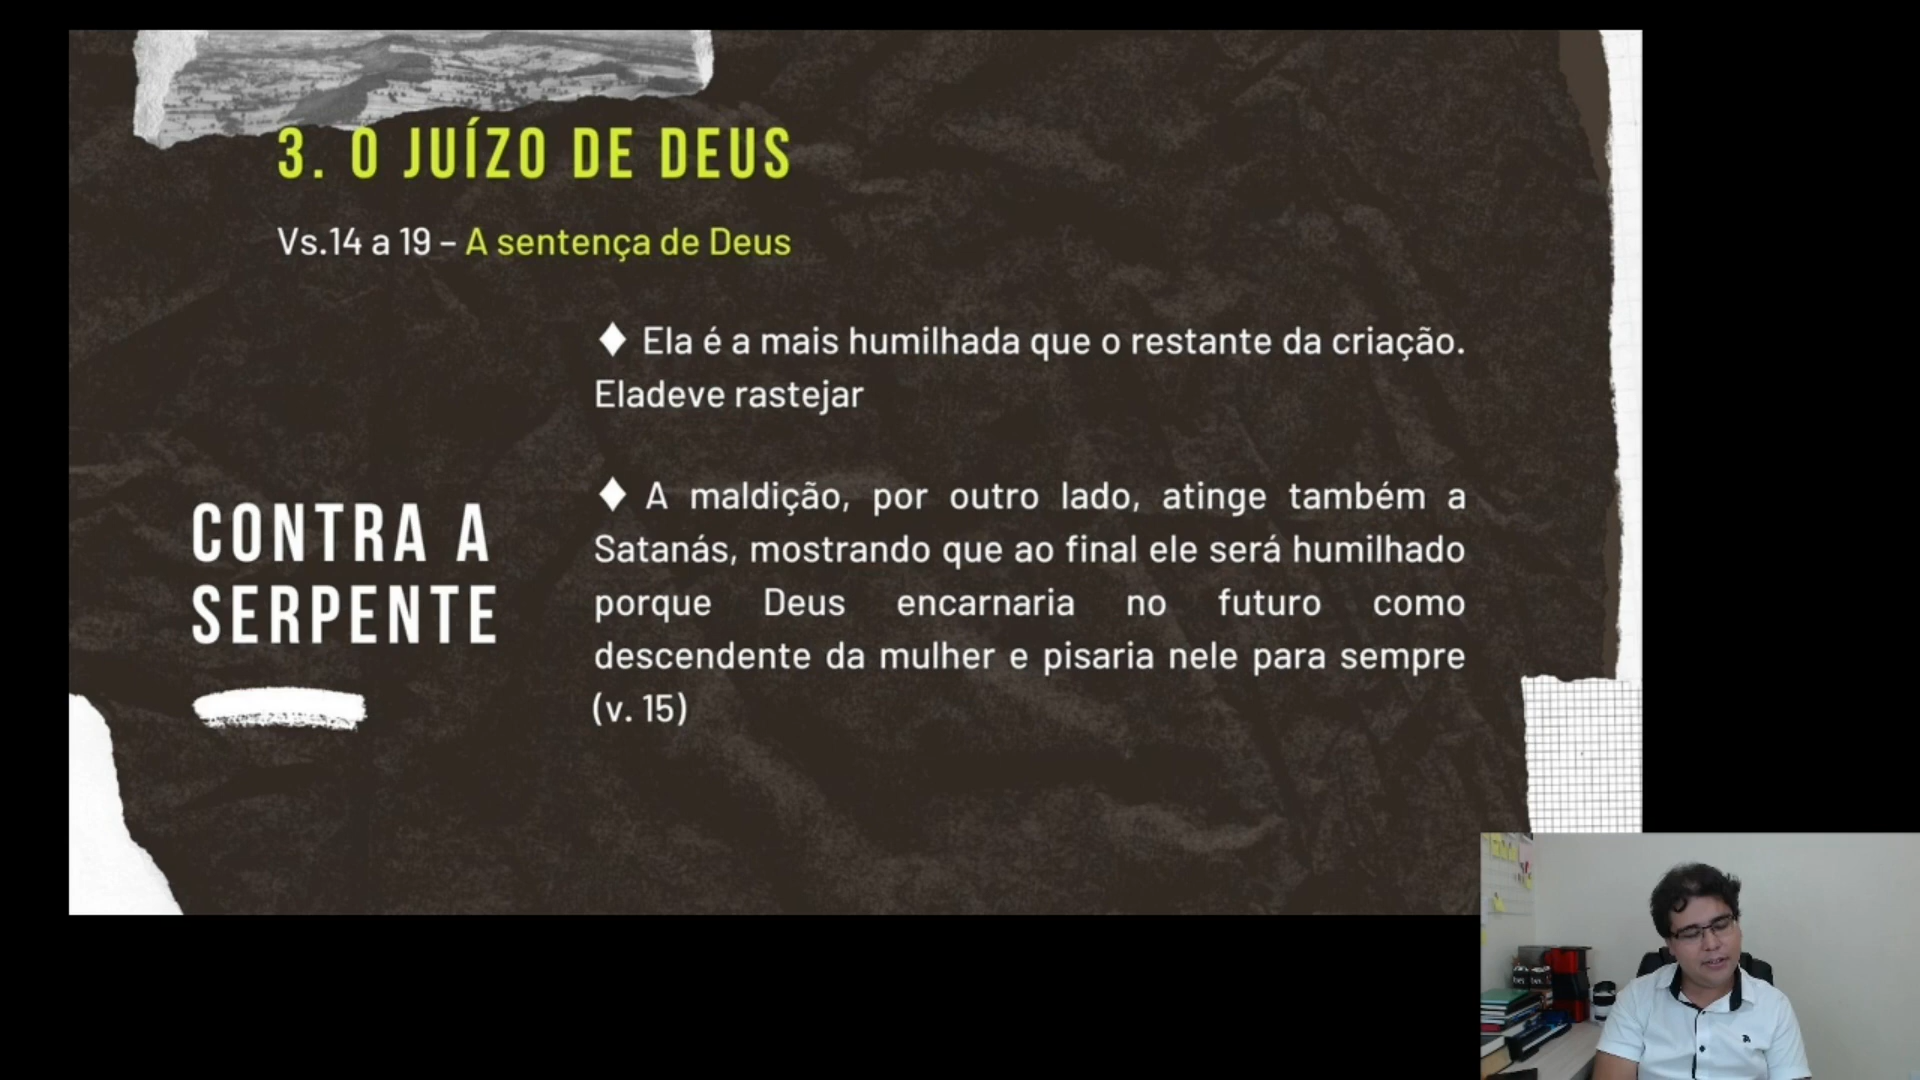 3. O JUÍZO DE DEUS
Vs.14 a 19 – A sentença de Deus
♦ Ela é a mais humilhada que o restante da criação.
Eladeve rastejar
CONTRA A
SERPENTE
♦ A maldição, por outro lado, atinge também a
Satanás, mostrando que ao final ele será humilhado
porque Deus encarnaria no futuro como
descendente da mulher e pisaria nele para sempre
(v. 15)